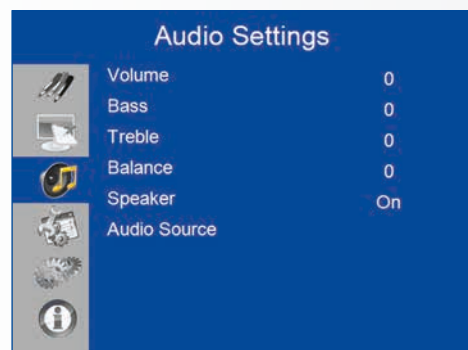 Audio Settings
Volume 0
Bass 0
Treble 0
Balance 0
Speaker On
Audio Source